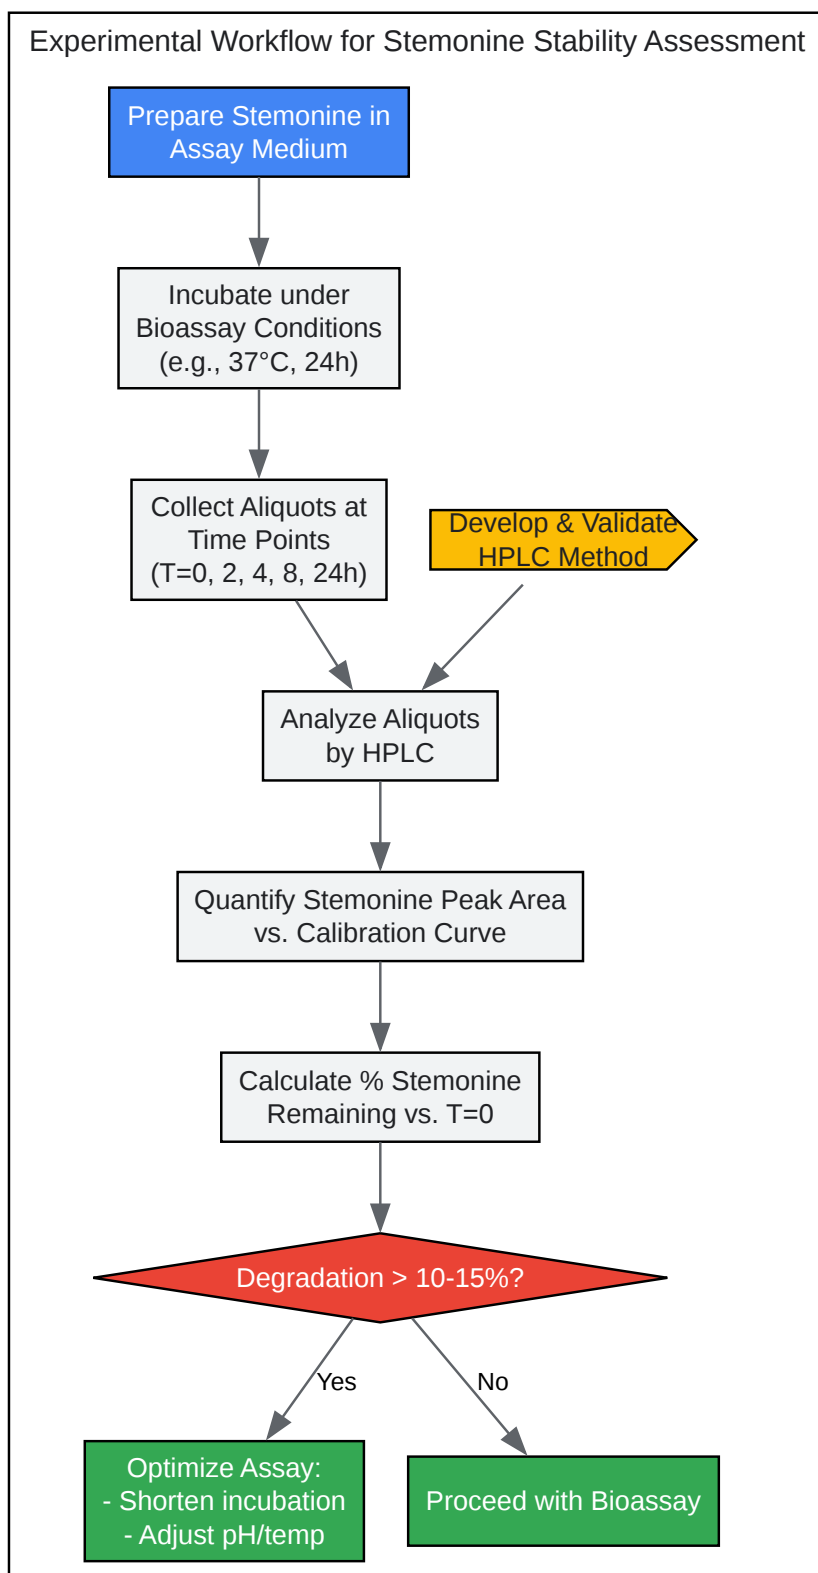 Experimental Workflow for Stemonine Stability Assessment
Prepare Stemonine in
Assay Medium
Incubate under
Bioassay Conditions
(e.g., 37°C, 24h)
Collect Aliquots at
Time Points
(T=0, 2, 4, 8, 24h)
Develop & Validate
HPLC Method
Analyze Aliquots
by HPLC
Quantify Stemonine Peak Area
vs. Calibration Curve
Calculate % Stemonine
Remaining vs. T=0
Degradation > 10-15%?
Yes
No
Optimize Assay:
- Shorten incubation
- Adjust pH/temp
Proceed with Bioassay